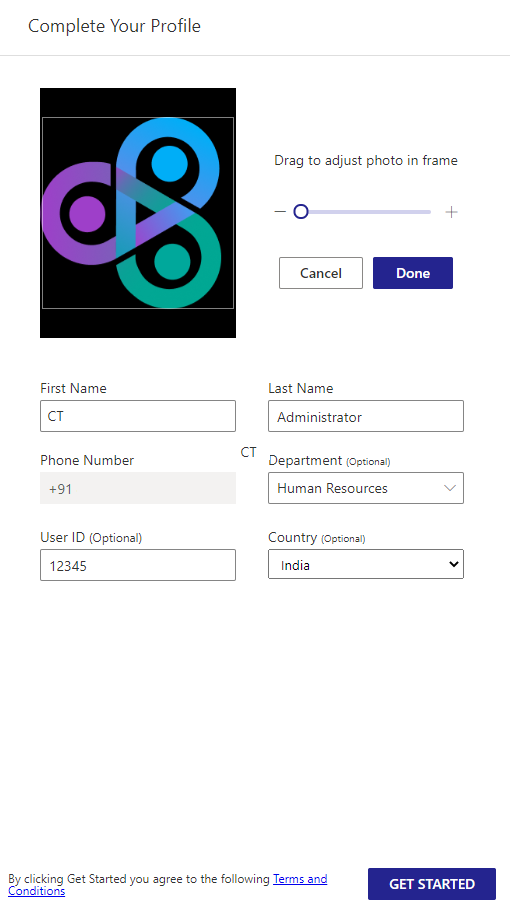 Complete Your Profile
Drag to adjust photo in frame
Cancel
Done
First Name
Last Name
CT
Administrator
Phone Number
CT
Department (Optional)
+91
Human Resources
User ID (Optional)
Country (Optional)
12345
India
By clicking Get Started you agree to the following Terms and
Conditions
GET STARTED